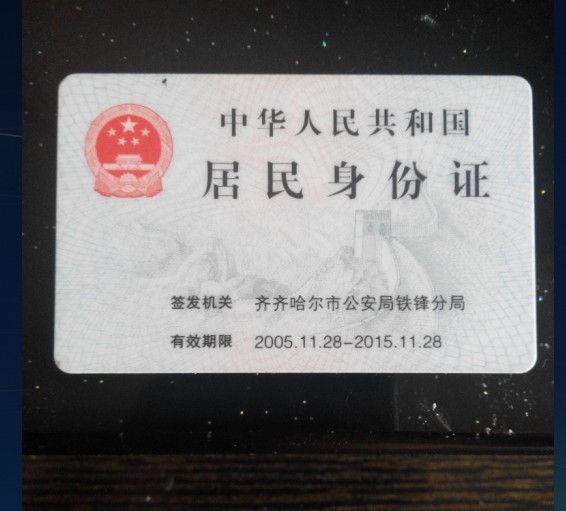 中华人民共和国
居民身份证
签发机关 齐齐哈尔市公安局铁锋分局
有效期限 2005.11.28-2015.11.28